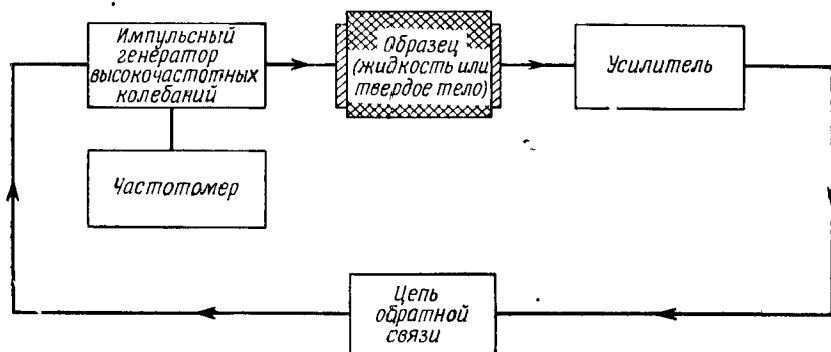 Импульсный
генератор
высокочастотных
колебаний
Образец
(жидкость или
твердое тело)
Усилитель
Частотомер
Цепь
обратной
связи